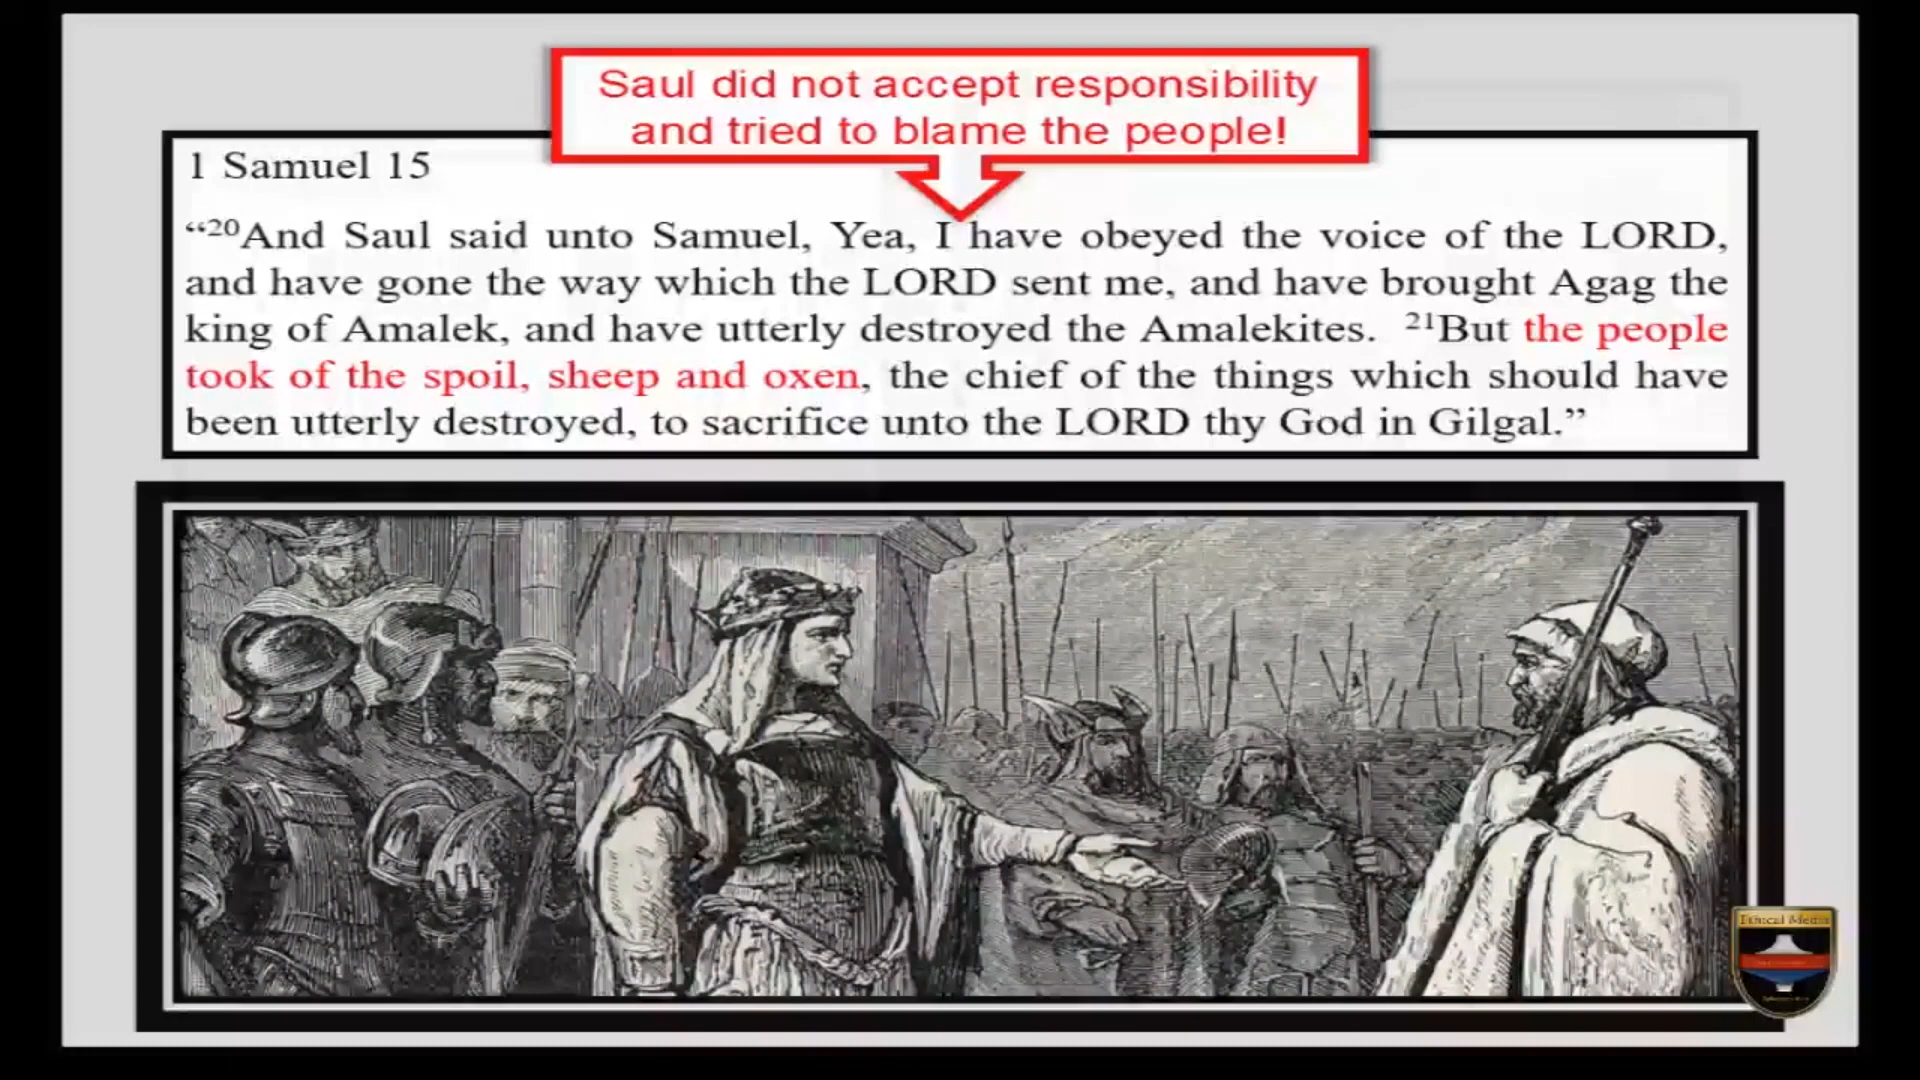 Saul did not accept responsibility
and tried to blame the people!
1 Samuel 15
“²⁰And Saul said unto Samuel, Yea, I have obeyed the voice of the LORD,
and have gone the way which the LORD sent me, and have brought Agag the
king of Amalek, and have utterly destroyed the Amalekites. ²¹But the people
took of the spoil, sheep and oxen, the chief of the things which should have
been utterly destroyed, to sacrifice unto the LORD thy God in Gilgal.”
Ethical Media